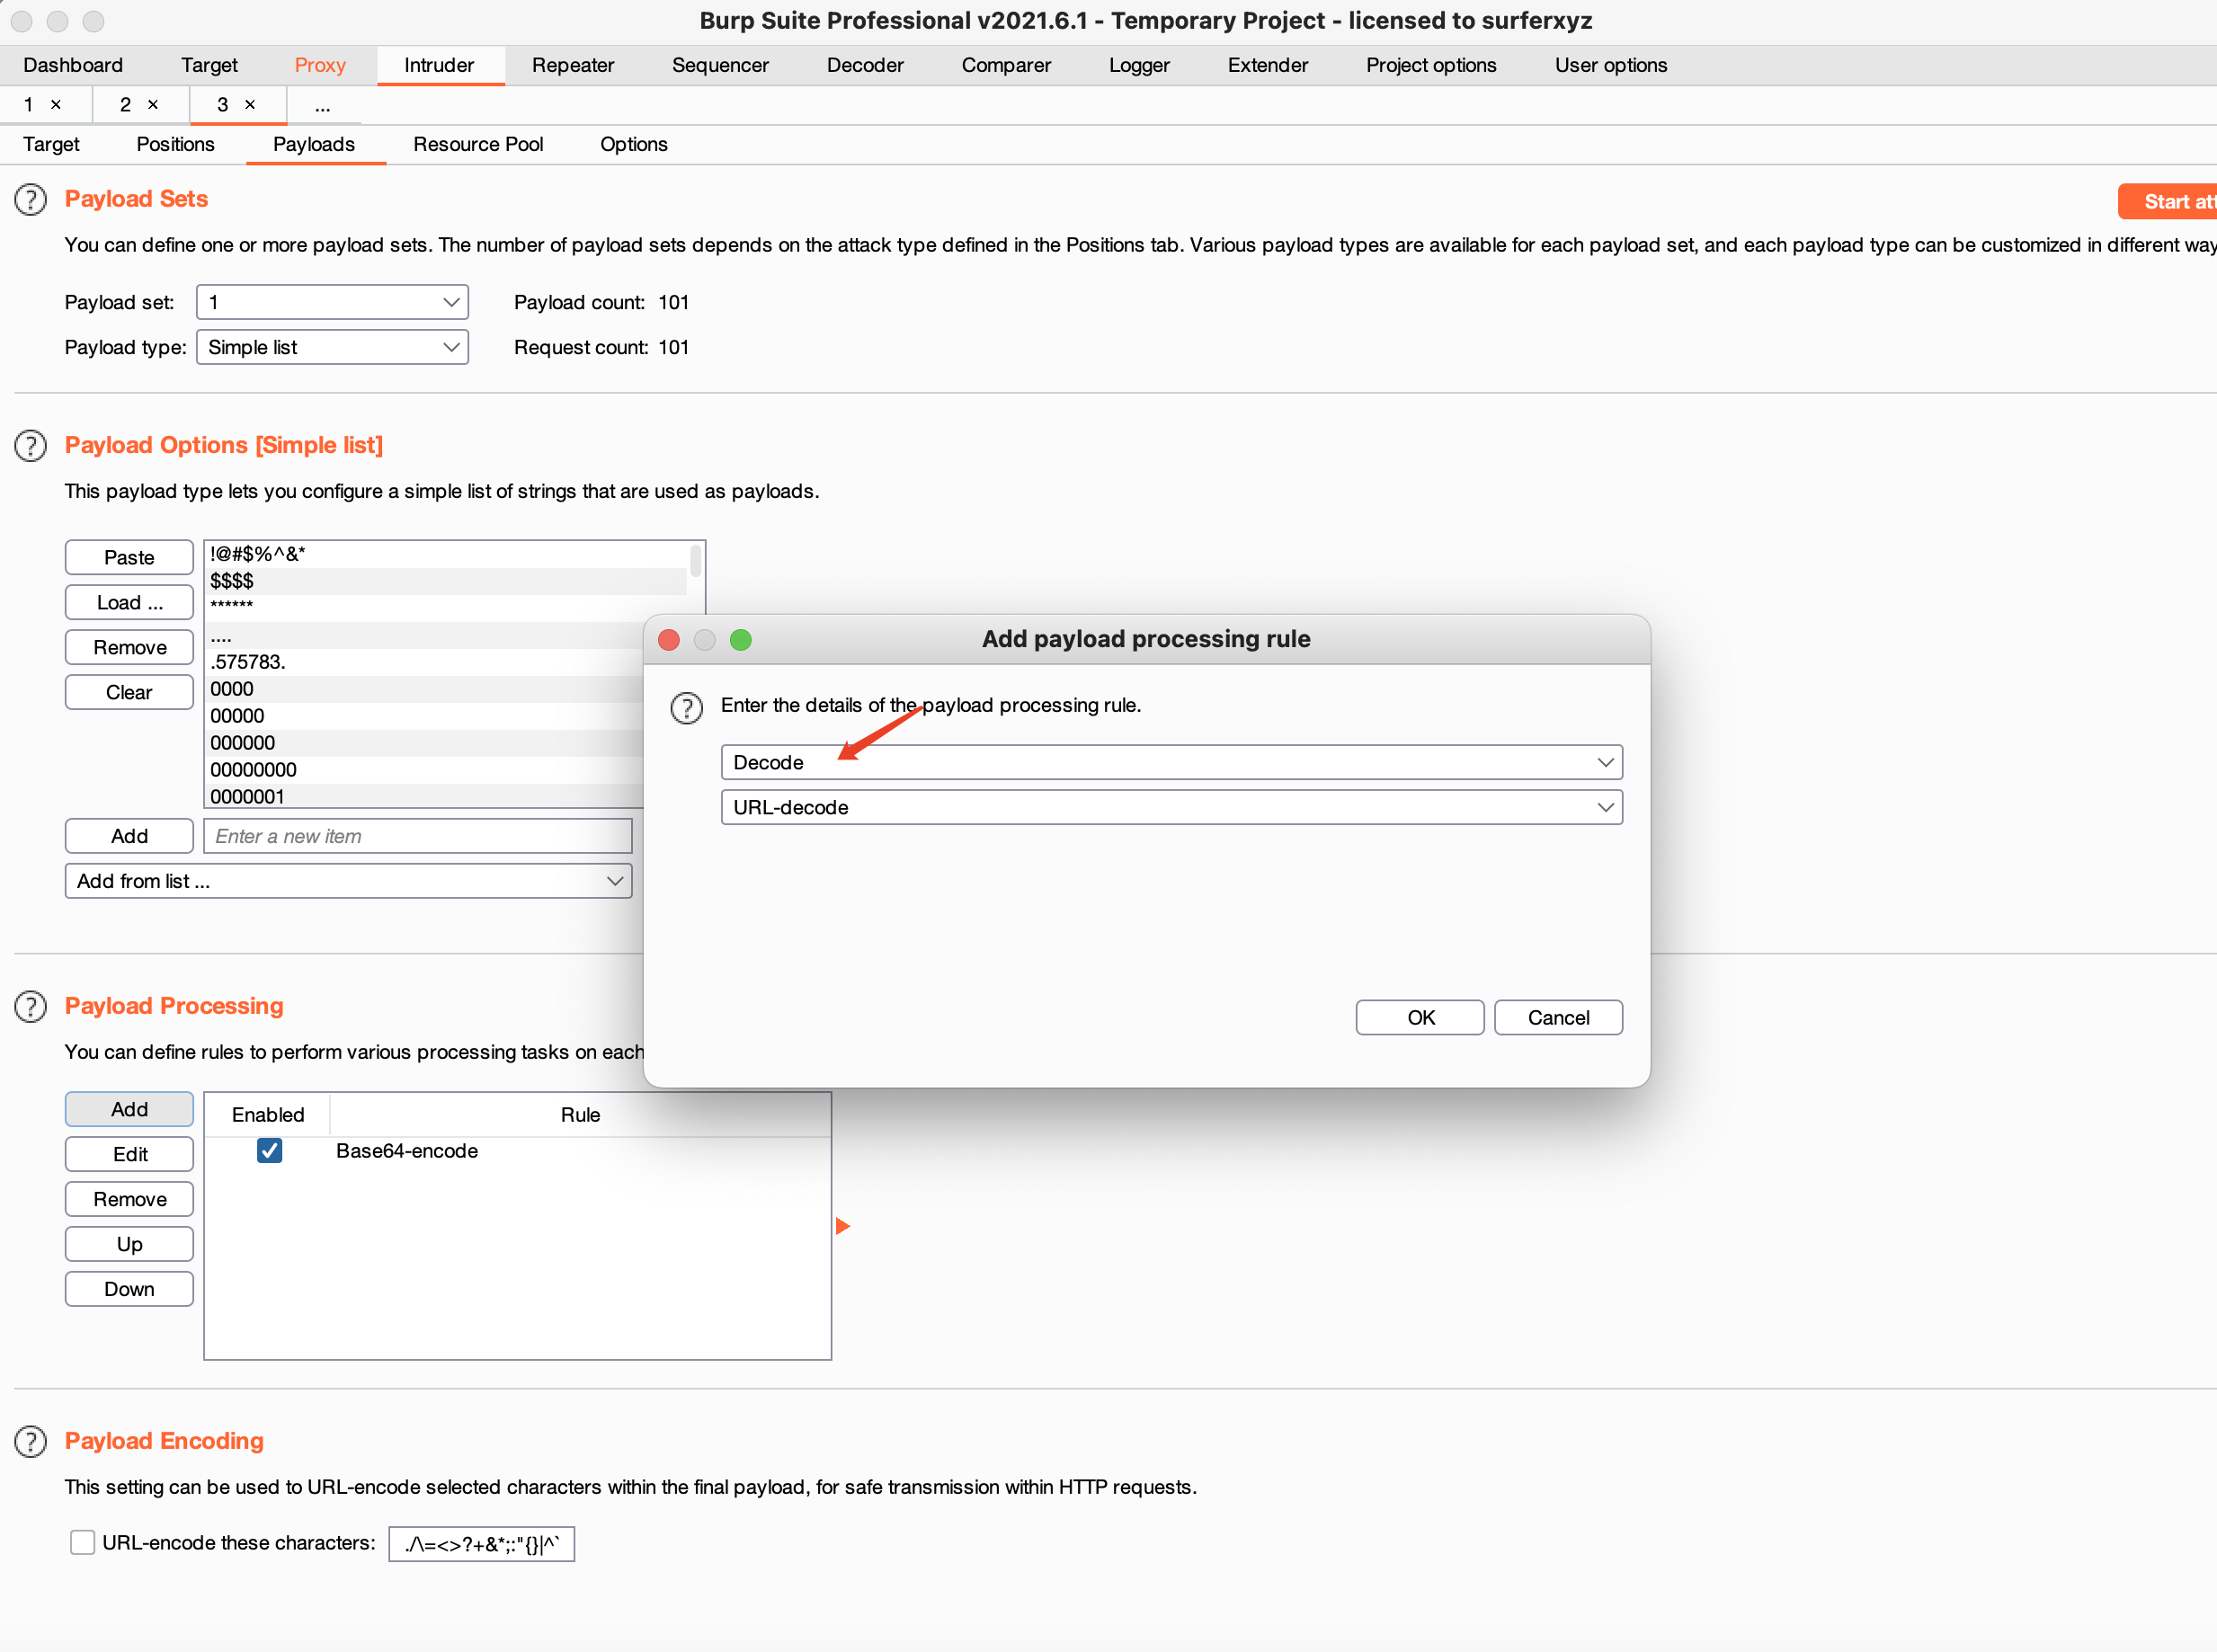 Burp Suite Professional v2021.6.1 - Temporary Project - licensed to surferxyz
Dashboard Target Proxy Intruder Repeater Sequencer Decoder Comparer Logger Extender Project options User options
1 × 2 × 3 × ...
Target Positions Payloads Resource Pool Options
? Payload Sets
Start att
You can define one or more payload sets. The number of payload sets depends on the attack type defined in the Positions tab. Various payload types are available for each payload set, and each payload type can be customized in different way
Payload set: 1 Payload count: 101
Payload type: Simple list Request count: 101
? Payload Options [Simple list]
This payload type lets you configure a simple list of strings that are used as payloads.
Paste
Load ...
Remove
Clear
!@#$%^&*
$$$$
******
....
.575783.
0000
00000
000000
00000000
0000001
Add Enter a new item
Add from list ...
Add payload processing rule
? Enter the details of the payload processing rule.
Decode
URL-decode
OK Cancel
? Payload Processing
You can define rules to perform various processing tasks on each
Add
Edit
Remove
Up
Down
Enabled Rule
Base64-encode
? Payload Encoding
This setting can be used to URL-encode selected characters within the final payload, for safe transmission within HTTP requests.
URL-encode these characters: ./\=<>?+&*;:"{}|^`